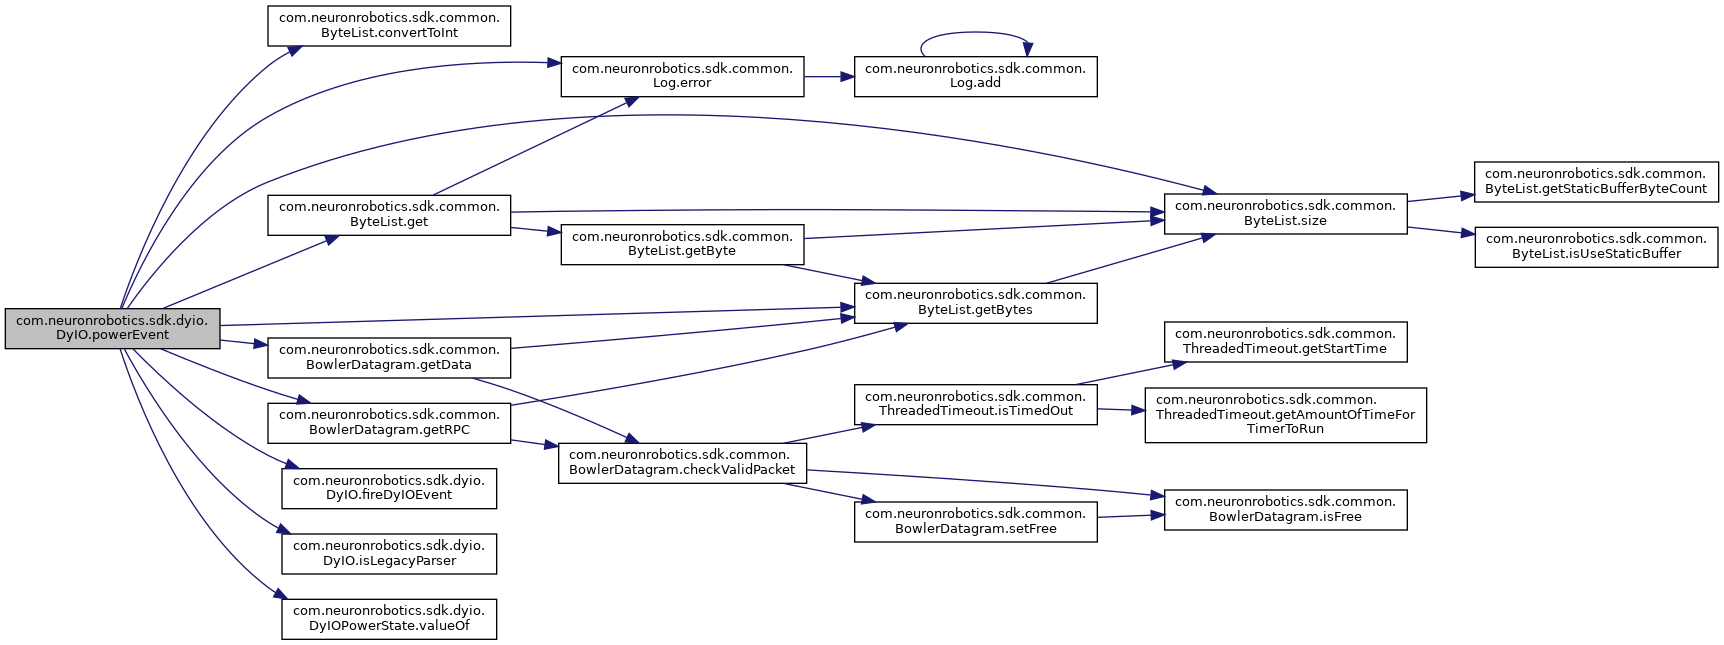 com.neuronrobotics.sdk.common.
ByteList.convertToInt
com.neuronrobotics.sdk.common.
Log.error
com.neuronrobotics.sdk.common.
Log.add
com.neuronrobotics.sdk.common.
ByteList.getStaticBufferByteCount
com.neuronrobotics.sdk.common.
ByteList.get
com.neuronrobotics.sdk.common.
ByteList.size
com.neuronrobotics.sdk.common.
ByteList.getByte
com.neuronrobotics.sdk.common.
ByteList.isUseStaticBuffer
com.neuronrobotics.sdk.common.
ByteList.getBytes
com.neuronrobotics.sdk.dyio.
DyIO.powerEvent
com.neuronrobotics.sdk.common.
ThreadedTimeout.getStartTime
com.neuronrobotics.sdk.common.
BowlerDatagram.getData
com.neuronrobotics.sdk.common.
ThreadedTimeout.isTimedOut
com.neuronrobotics.sdk.common.
ThreadedTimeout.getAmountOfTimeFor
TimerToRun
com.neuronrobotics.sdk.common.
BowlerDatagram.getRPC
com.neuronrobotics.sdk.common.
BowlerDatagram.checkValidPacket
com.neuronrobotics.sdk.dyio.
DyIO.fireDyIOEvent
com.neuronrobotics.sdk.common.
BowlerDatagram.setFree
com.neuronrobotics.sdk.common.
BowlerDatagram.isFree
com.neuronrobotics.sdk.dyio.
DyIO.isLegacyParser
com.neuronrobotics.sdk.dyio.
DyIOPowerState.valueOf